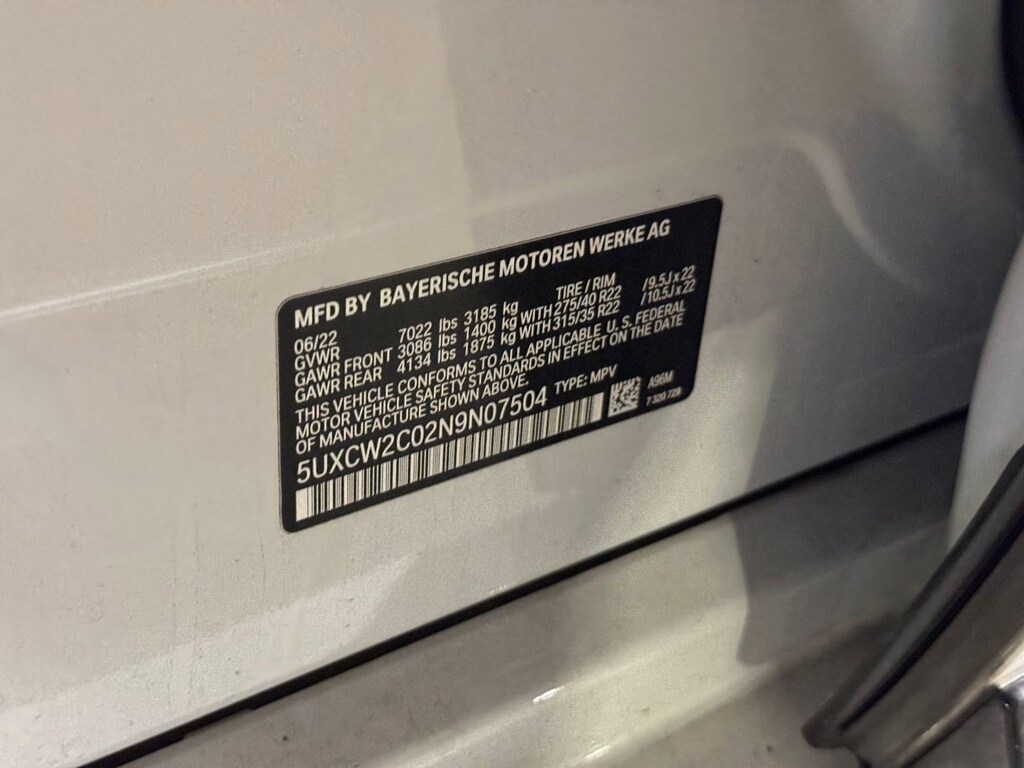 MFD BY BAYERISCHE MOTOREN WERKE AG
06/22 TIRE / RIM
GVWR 7022 lbs 3185 kg
GAWR FRONT 3086 lbs 1400 kg WITH 275/40 R22 /9.5J x 22
GAWR REAR 4134 lbs 1875 kg WITH 315/35 R22 /10.5J x 22
THIS VEHICLE CONFORMS TO ALL APPLICABLE U. S. FEDERAL
MOTOR VEHICLE SAFETY STANDARDS IN EFFECT ON THE DATE
OF MANUFACTURE SHOWN ABOVE.
5UXCW2C02N9N07504 TYPE: MPV
A96M
7 320 729